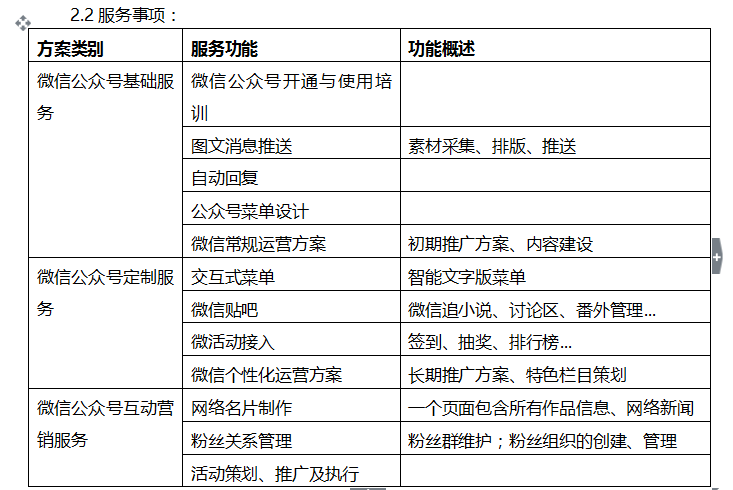 2.2 服务事项：
方案类别 服务功能 功能概述
微信公众号基础服 微信公众号开通与使用培
务 训
图文消息推送 素材采集、排版、推送
自动回复
公众号菜单设计
微信常规运营方案 初期推广方案、内容建设
微信公众号定制服 交互式菜单 智能文字版菜单
务 微信贴吧 微信追小说、讨论区、番外管理...
微活动接入 签到、抽奖、排行榜...
微信个性化运营方案 长期推广方案、特色栏目策划
微信公众号互动营 网络名片制作 一个页面包含所有作品信息、网络新闻
销服务 粉丝关系管理 粉丝群维护；粉丝组织的创建、管理
活动策划、推广及执行